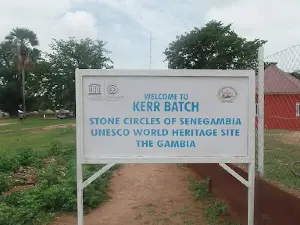 WELCOME TO
KERR BATCH
STONE CIRCLES OF SENEGAMBIA
UNESCO WORLD HERITAGE SITE
THE GAMBIA